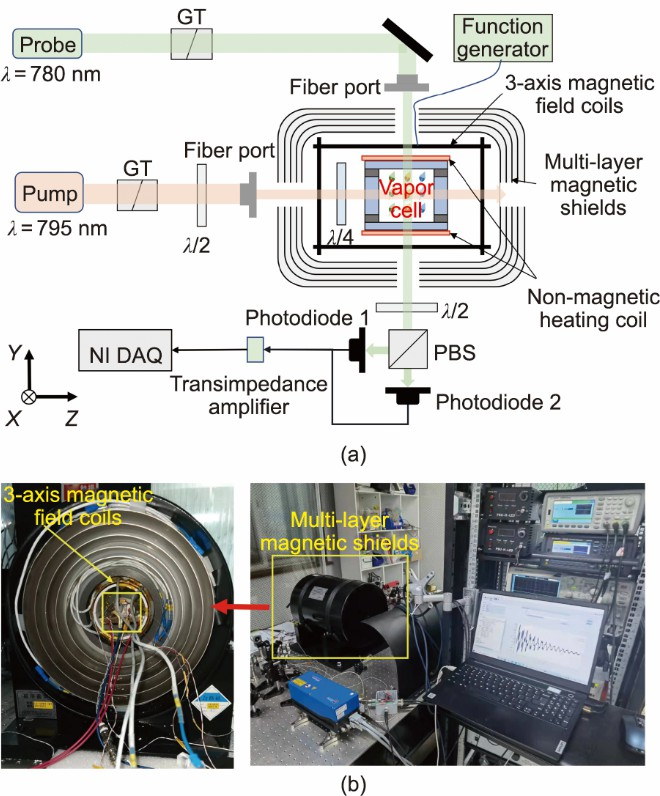 Probe
GT
λ = 780 nm
Function
generator
Fiber port
3-axis magnetic
field coils
Pump
GT
Fiber port
λ = 795 nm
λ/2
λ/4
Vapor
cell
Multi-layer
magnetic
shields
Non-magnetic
heating coil
λ/2
Photodiode 1
PBS
NI DAQ
Transimpedance
amplifier
Photodiode 2
Y
X
Z
(a)
3-axis magnetic
field coils
Multi-layer
magnetic shields
(b)